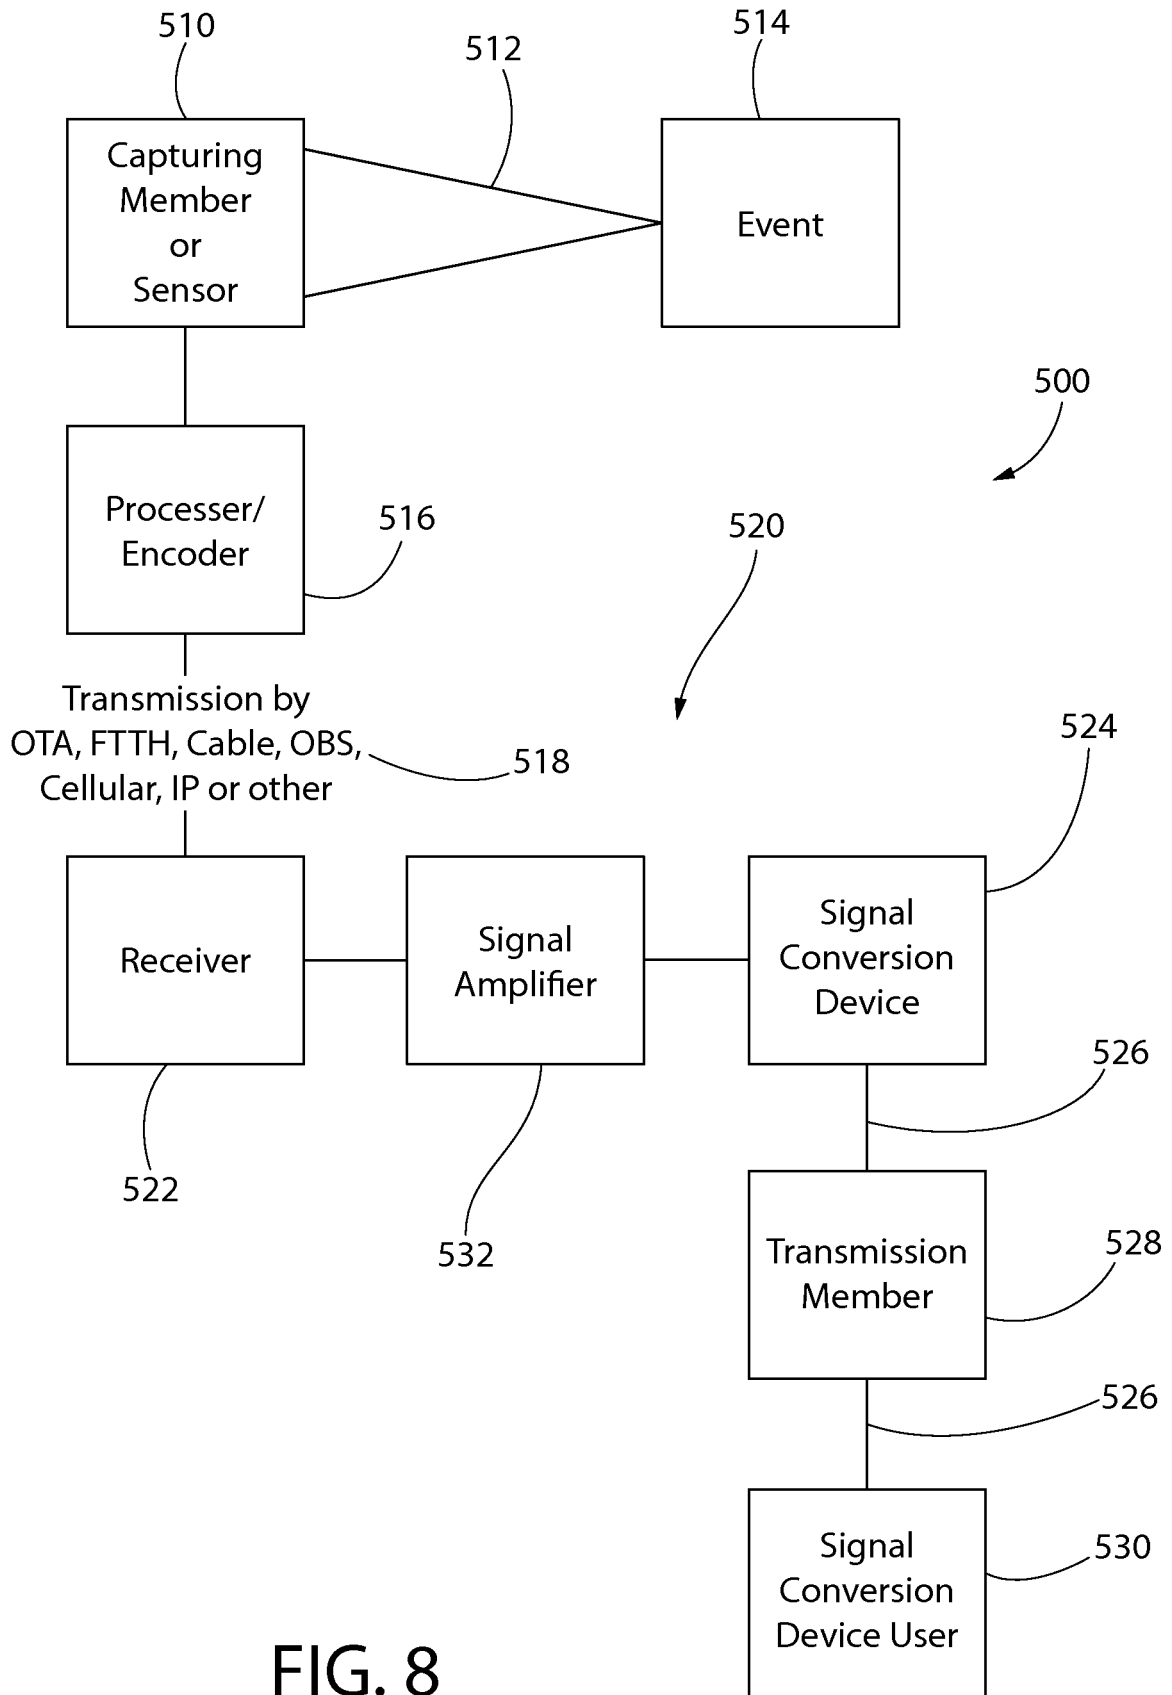 510
512
514
Capturing
Member
or
Sensor
Event
500
Processer/
Encoder
516
520
Transmission by
OTA, FTTH, Cable, OBS,
Cellular, IP or other
518
524
Receiver
Signal
Amplifier
Signal
Conversion
Device
526
522
532
Transmission
Member
528
526
Signal
Conversion
Device User
530
FIG. 8